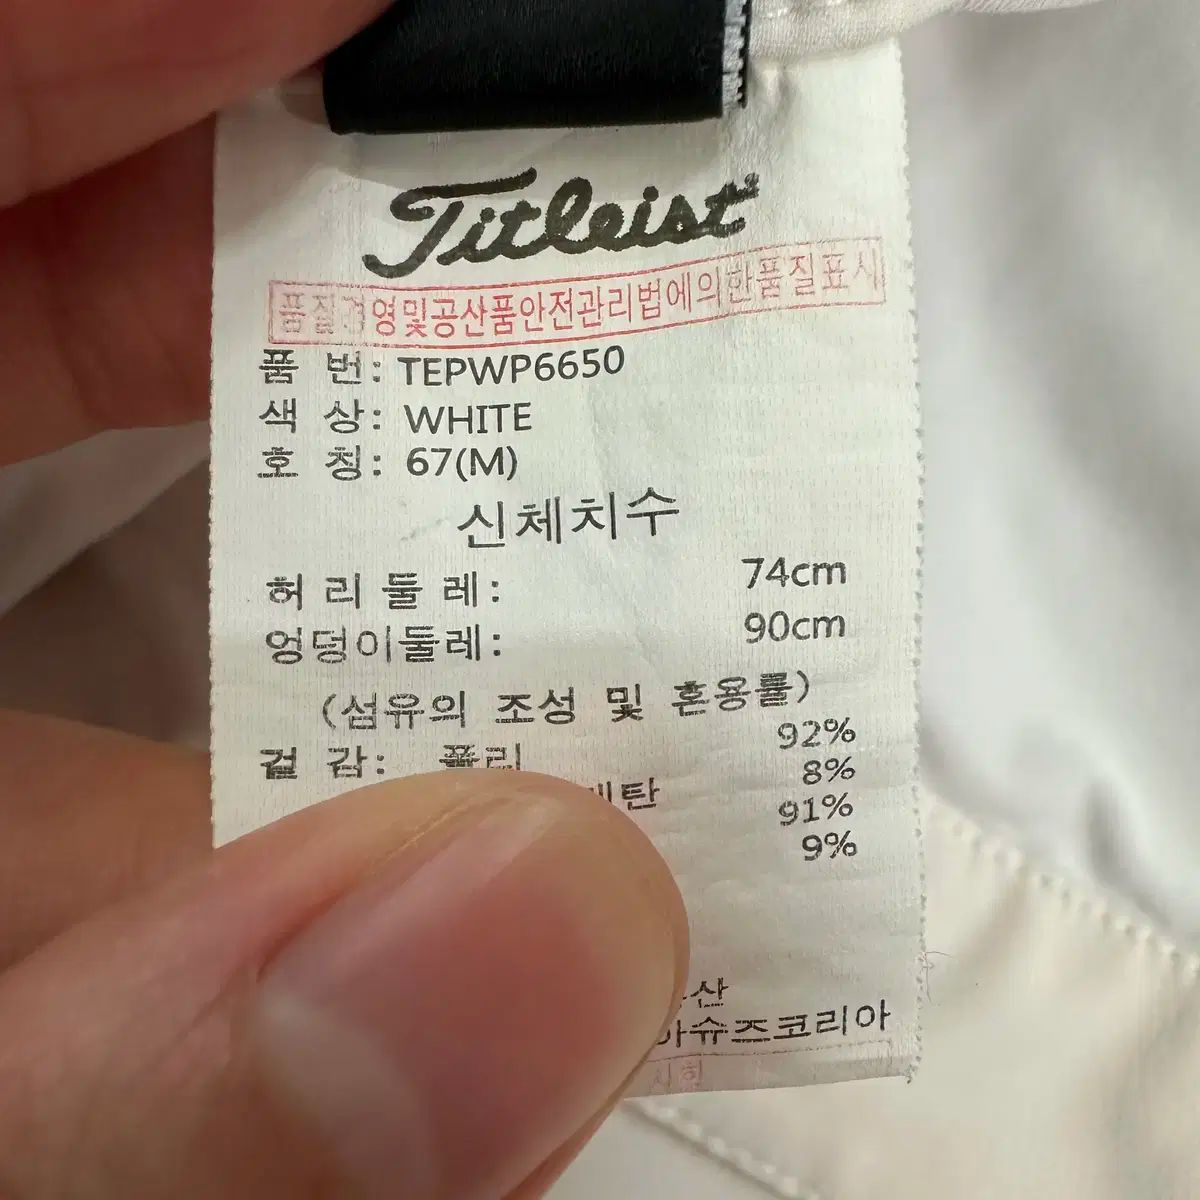 Titleist
품질경영및공산품안전관리법에의한품질표시
품 번: TEPWP6650
색 상: WHITE
호 칭: 67(M)
신체치수
허 리 둘 레: 74cm
엉덩이둘레: 90cm
(섬유의 조성 및 혼용률)
겉 감: 폴리 92%
8%
91%
9%